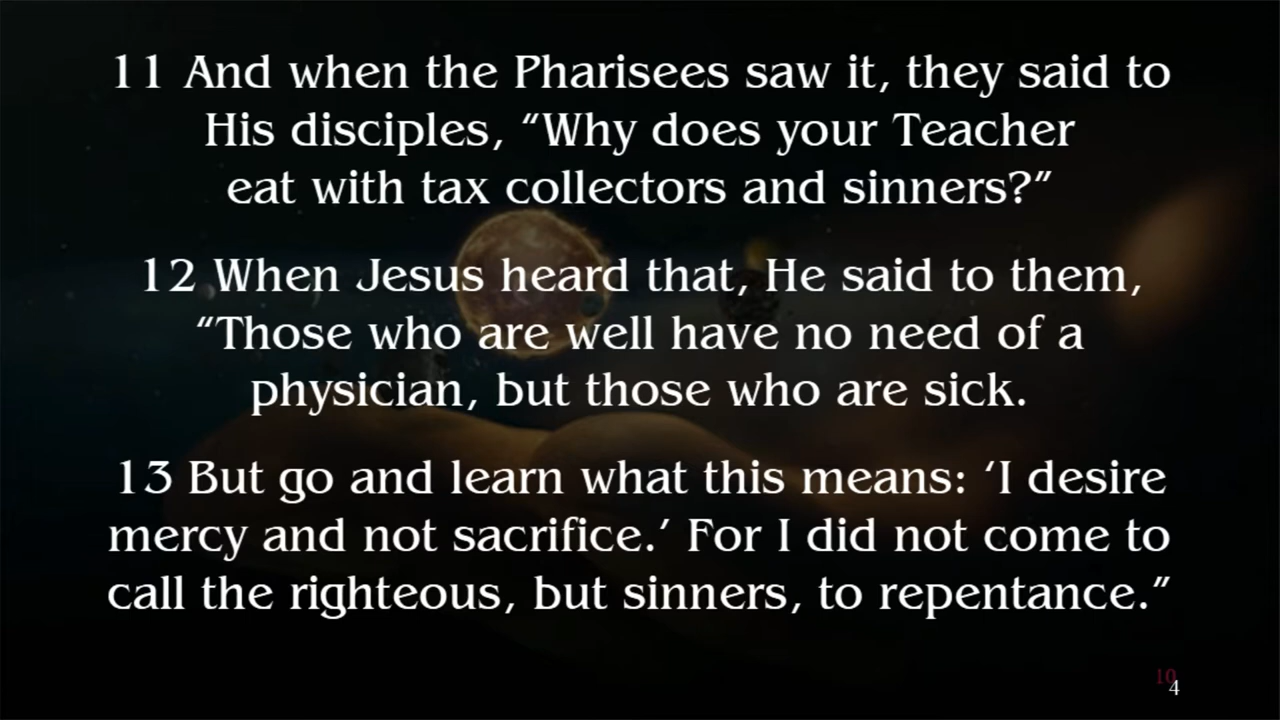 11 And when the Pharisees saw it, they said to
His disciples, “Why does your Teacher
eat with tax collectors and sinners?”
12 When Jesus heard that, He said to them,
“Those who are well have no need of a
physician, but those who are sick.
13 But go and learn what this means: ‘I desire
mercy and not sacrifice.’ For I did not come to
call the righteous, but sinners, to repentance.”
10
4